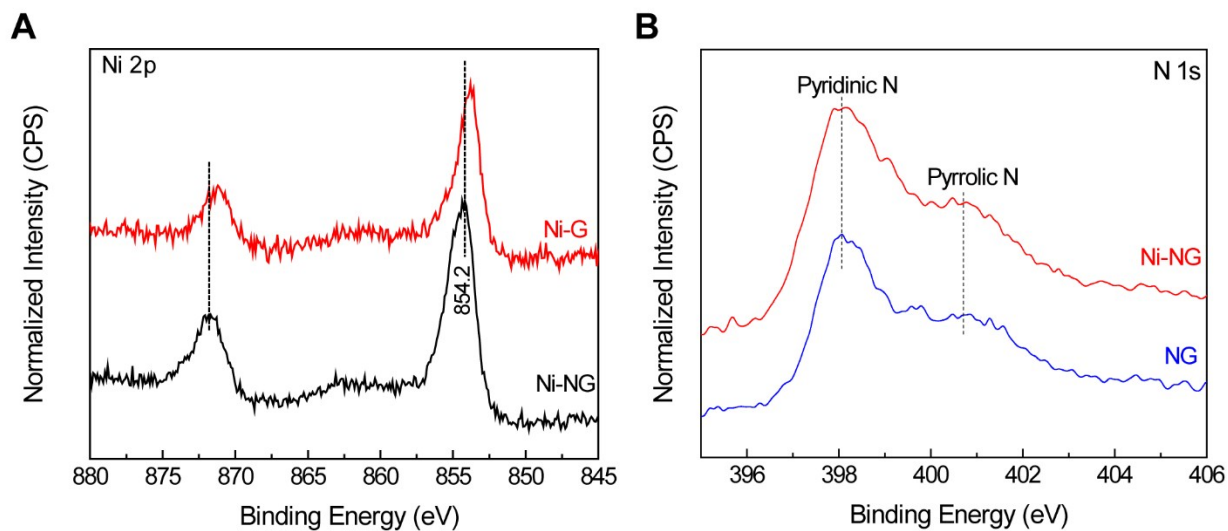 A
Ni 2p
Normalized Intensity (CPS)
Ni-G
854.2
Ni-NG
880 870 865 860 855 850 845
Binding Energy (eV)
B
N 1s
Pyridinic N
Pyrrolic N
Normalized Intensity (CPS)
Ni-NG
NG
396 398 400 402 404 406
Binding Energy (eV)